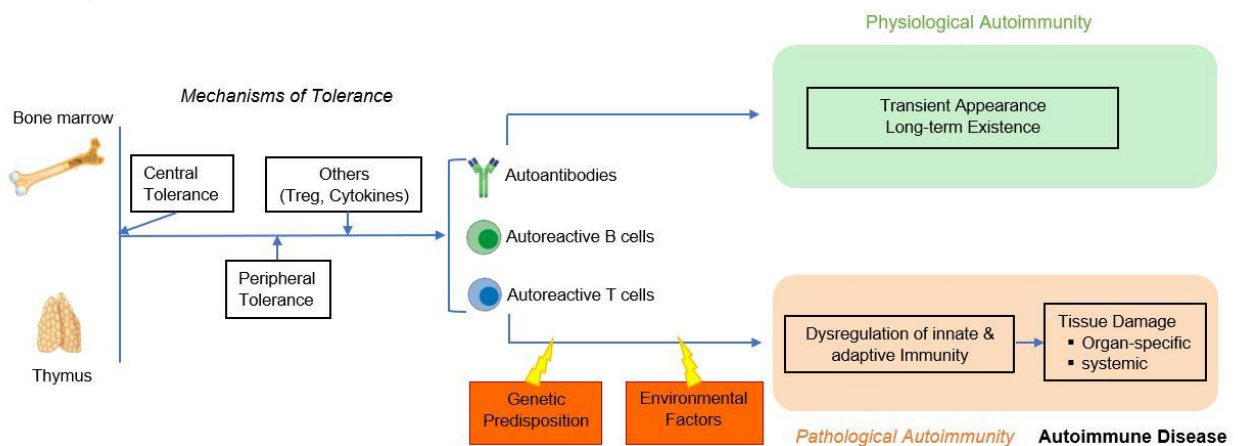 Physiological Autoimmunity
Mechanisms of Tolerance
Bone marrow
Central
Tolerance
Others
(Treg, Cytokines)
Peripheral
Tolerance
Thymus
Autoantibodies
Autoreactive B cells
Autoreactive T cells
Transient Appearance
Long-term Existence
Genetic
Predisposition
Environmental
Factors
Dysregulation of innate &
adaptive Immunity
Tissue Damage
▪ Organ-specific
▪ systemic
Pathological Autoimmunity
Autoimmune Disease